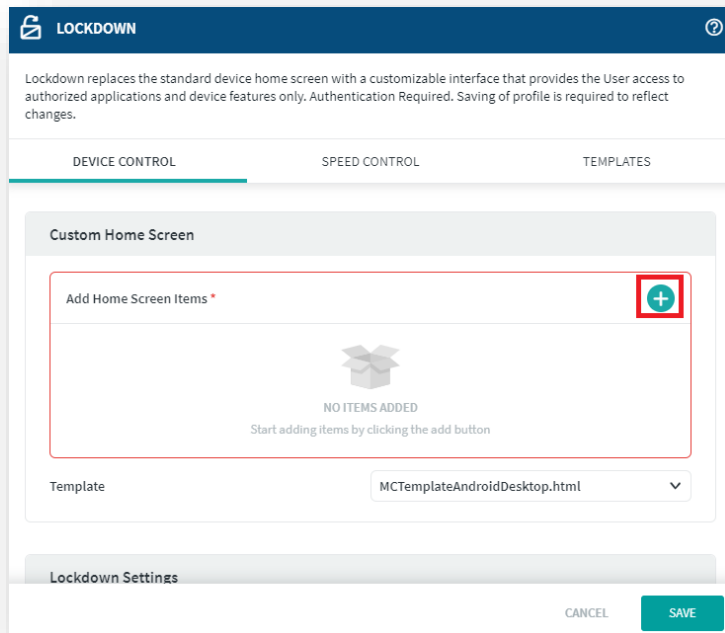 LOCKDOWN
Lockdown replaces the standard device home screen with a customizable interface that provides the User access to
authorized applications and device features only. Authentication Required. Saving of profile is required to reflect
changes.
DEVICE CONTROL SPEED CONTROL TEMPLATES
Custom Home Screen
Add Home Screen Items *
NO ITEMS ADDED
Start adding items by clicking the add button
Template MCTemplateAndroidDesktop.html
Lockdown Settings
CANCEL SAVE